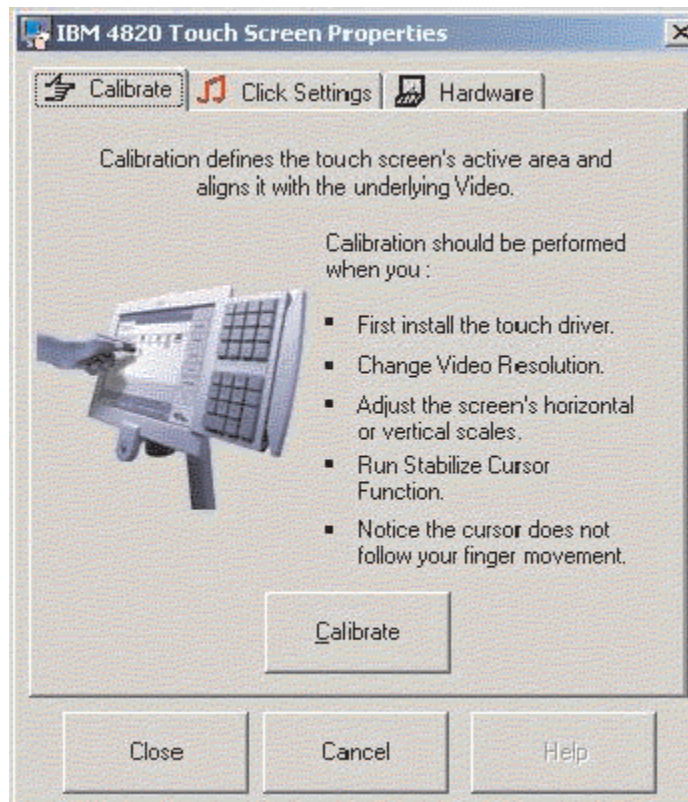 IBM 4820 Touch Screen Properties
Calibrate Click Settings Hardware
Calibration defines the touch screen's active area and
aligns it with the underlying Video.
Calibration should be performed
when you :
▪ First install the touch driver.
▪ Change Video Resolution.
▪ Adjust the screen's horizontal
or vertical scales.
▪ Run Stabilize Cursor
Function.
▪ Notice the cursor does not
follow your finger movement.
Calibrate
Close Cancel Help